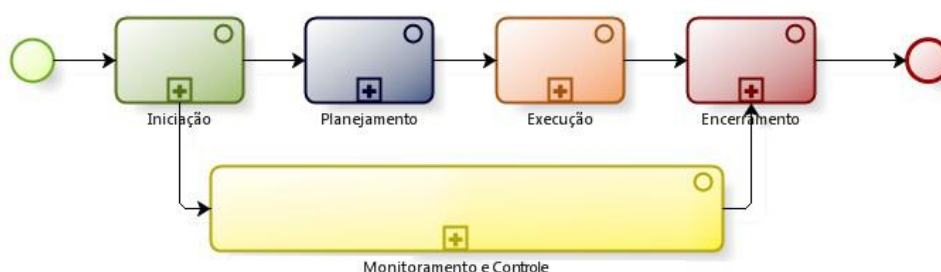 Iniciação
Planejamento
Execução
Encerramento
Monitoramento e Controle